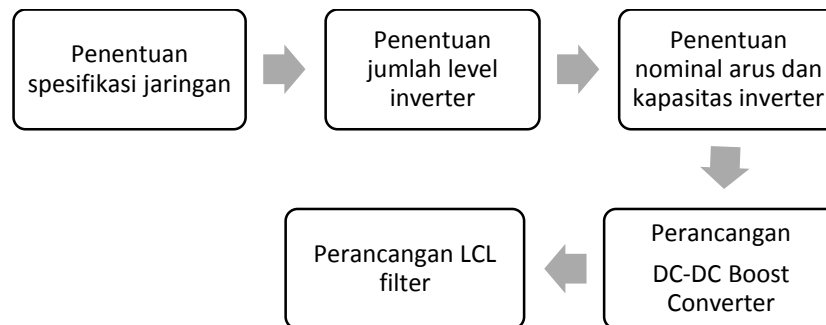 Penentuan
spesifikasi jaringan
Penentuan
jumlah level
inverter
Penentuan
nominal arus dan
kapasitas inverter
Perancangan
DC-DC Boost
Converter
Perancangan LCL
filter